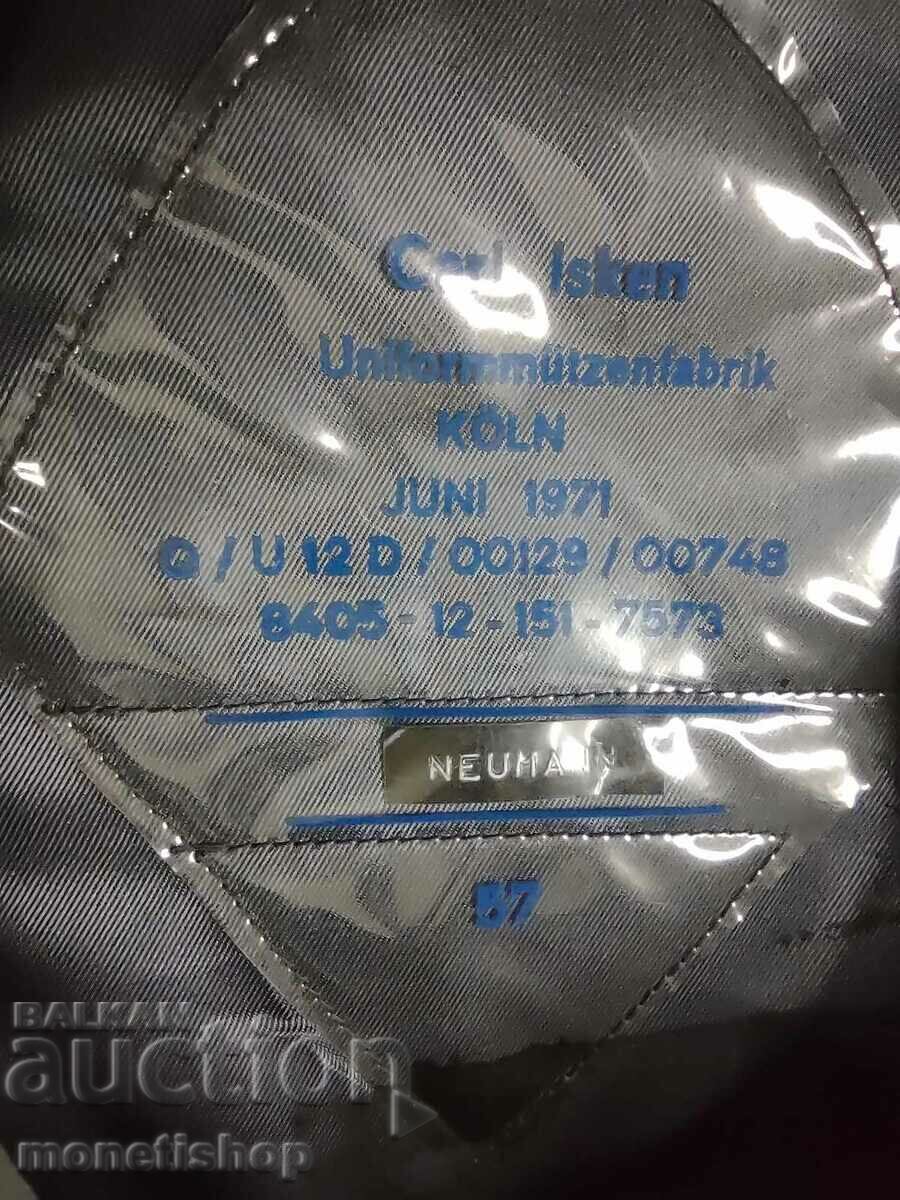 Carl Isken
Uniformmützenfabrik
KÖLN
JUNI 1971
Q / U 12 D / 00129 / 00748
8405 - 12 - 151 - 7573
NEUMANN
57
BALKAN
auction
monetishop